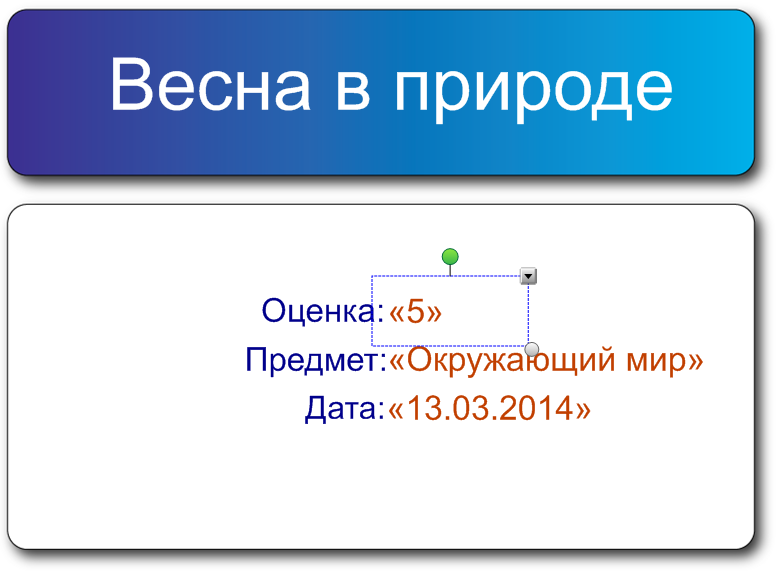 Весна в природе
Оценка: «5»
Предмет: «Окружающий мир»
Дата: «13.03.2014»